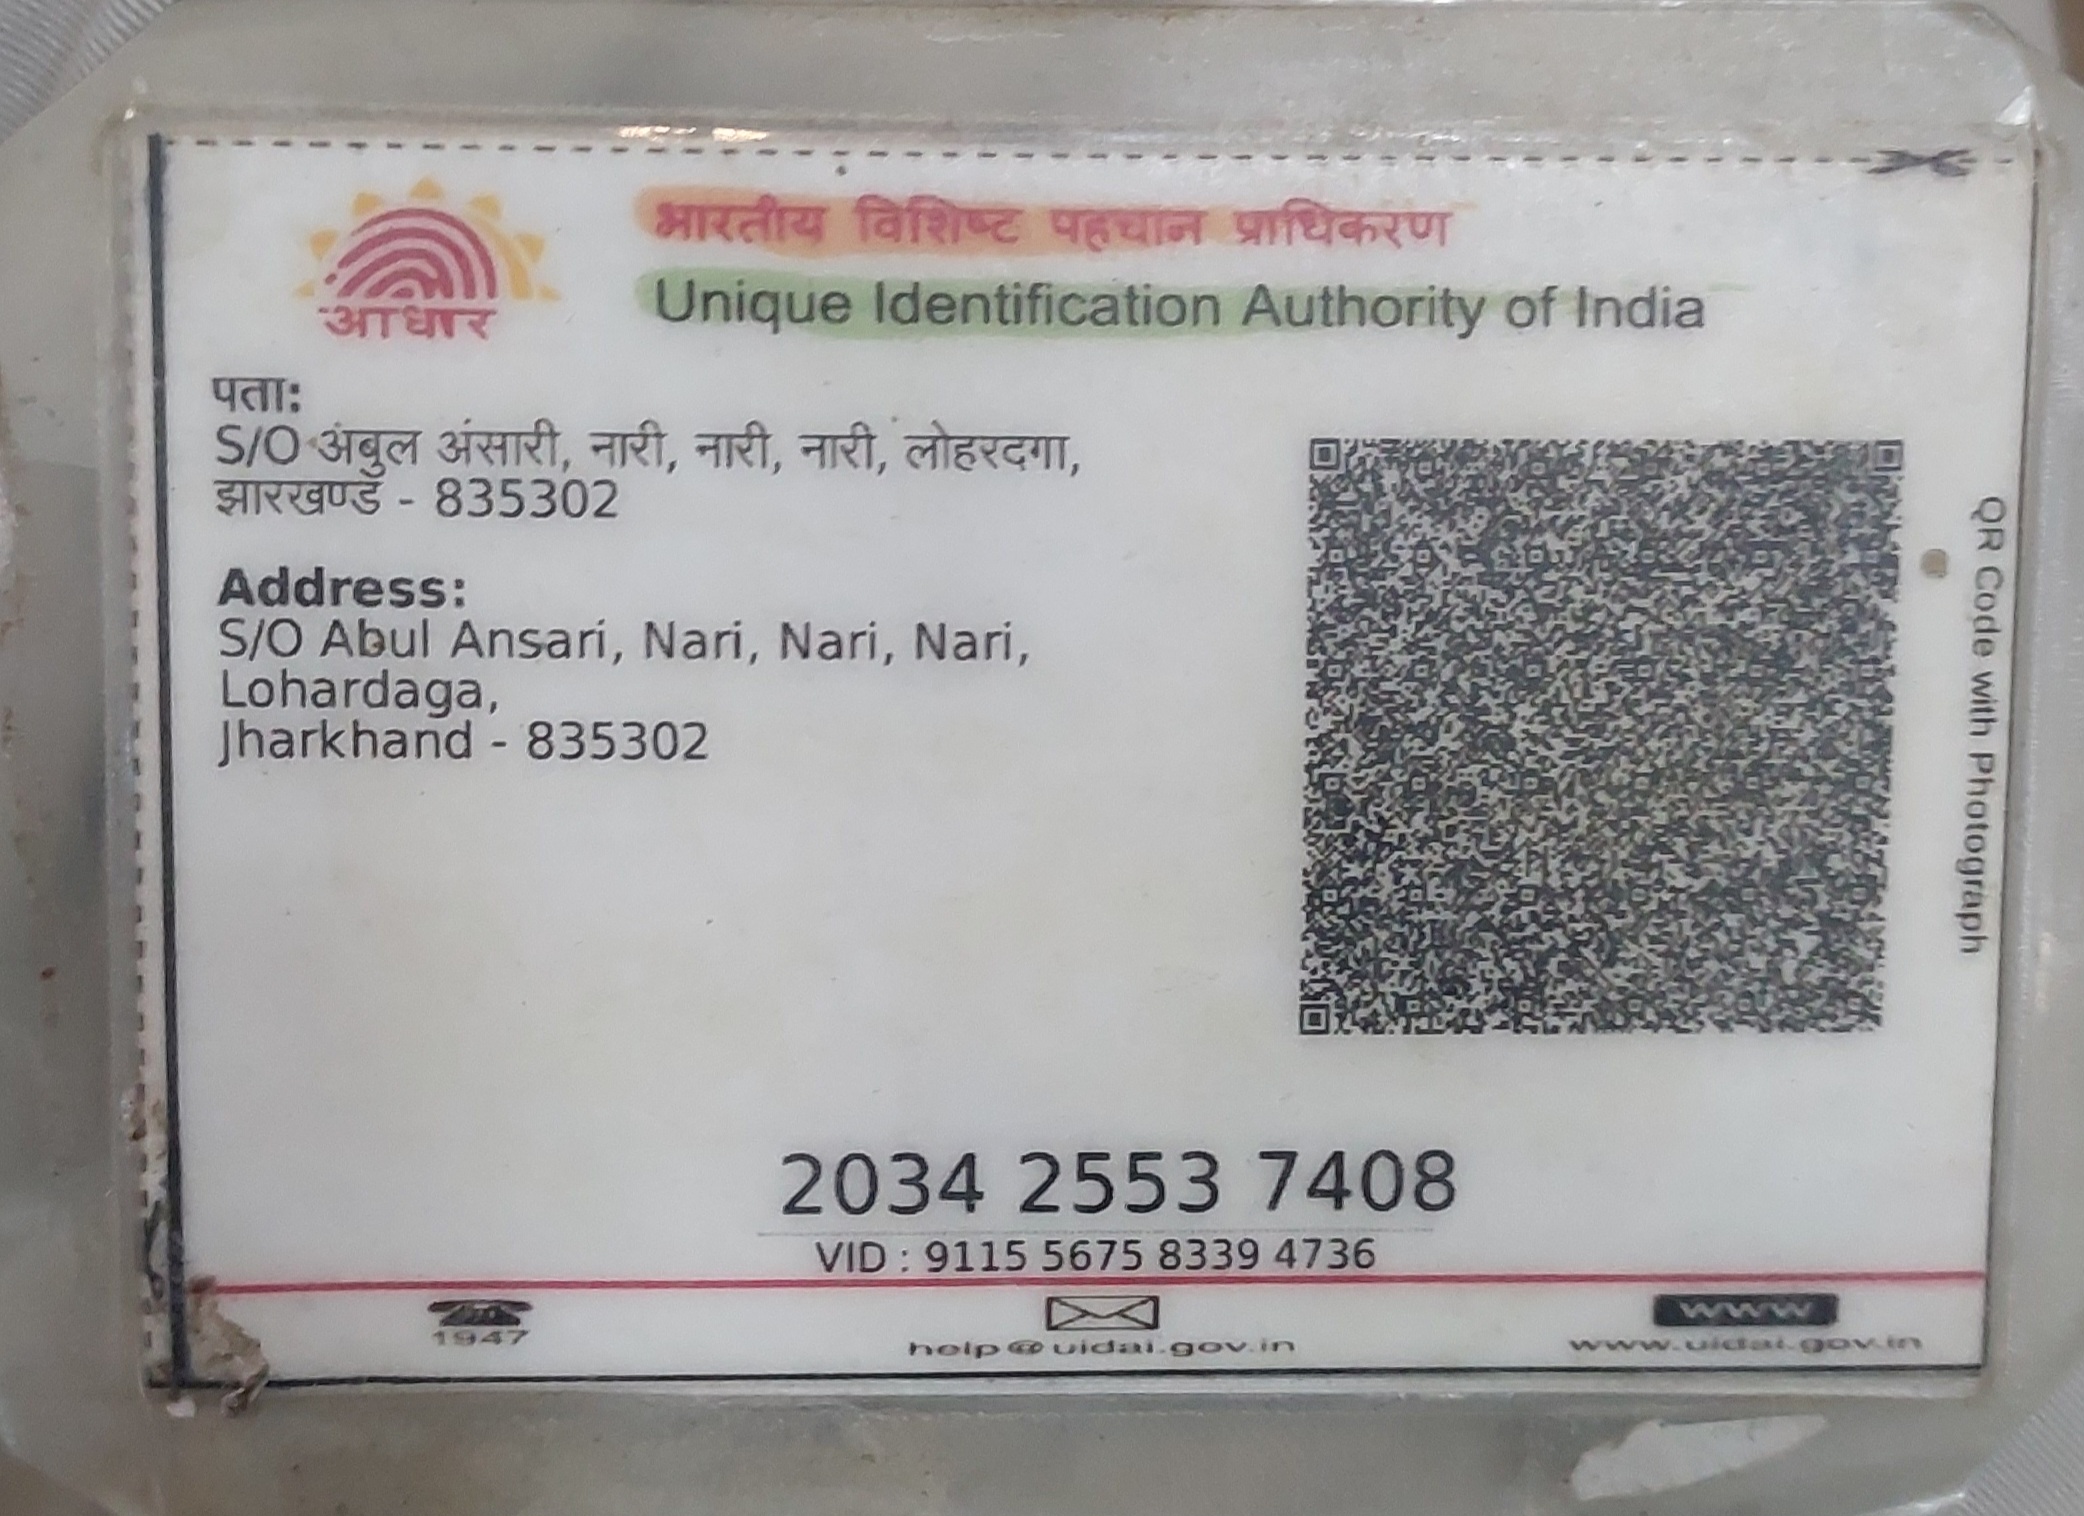 भारतीय विशिष्ट पहचान प्राधिकरण
Unique Identification Authority of India
आधार
पता:
S/O अंबुल अंसारी, नारी, नारी, नारी, लोहरदगा,
झारखण्ड - 835302
Address:
S/O Abul Ansari, Nari, Nari, Nari,
Lohardaga,
Jharkhand - 835302
QR Code with Photograph
2034 2553 7408
VID : 9115 5675 8339 4736
1947
help@uidai.gov.in
www
www.uidai.gov.in